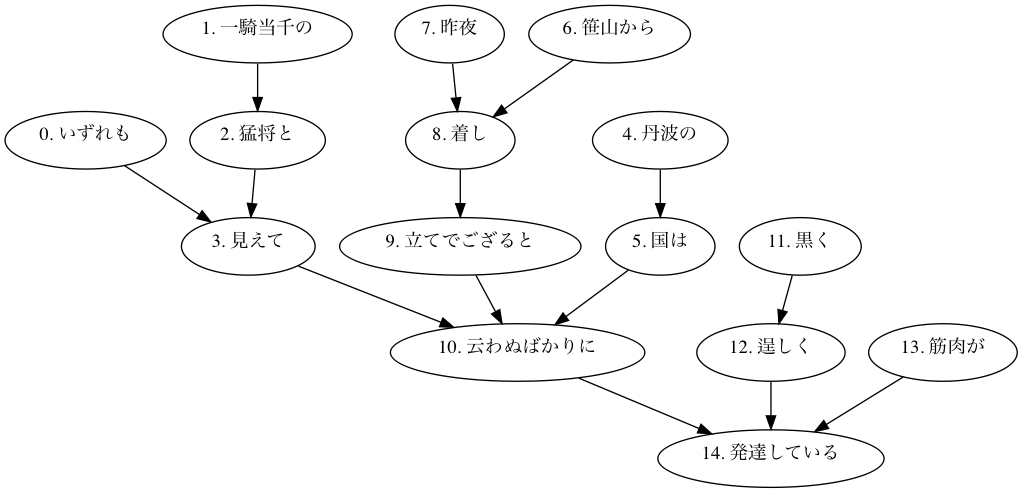 1. 一騎当千の
7. 昨夜
6. 笹山から
0. いずれも
2. 猛将と
8. 着し
4. 丹波の
3. 見えて
9. 立てでござると
5. 国は
11. 黒く
10. 云わぬばかりに
12. 逞しく
13. 筋肉が
14. 発達している